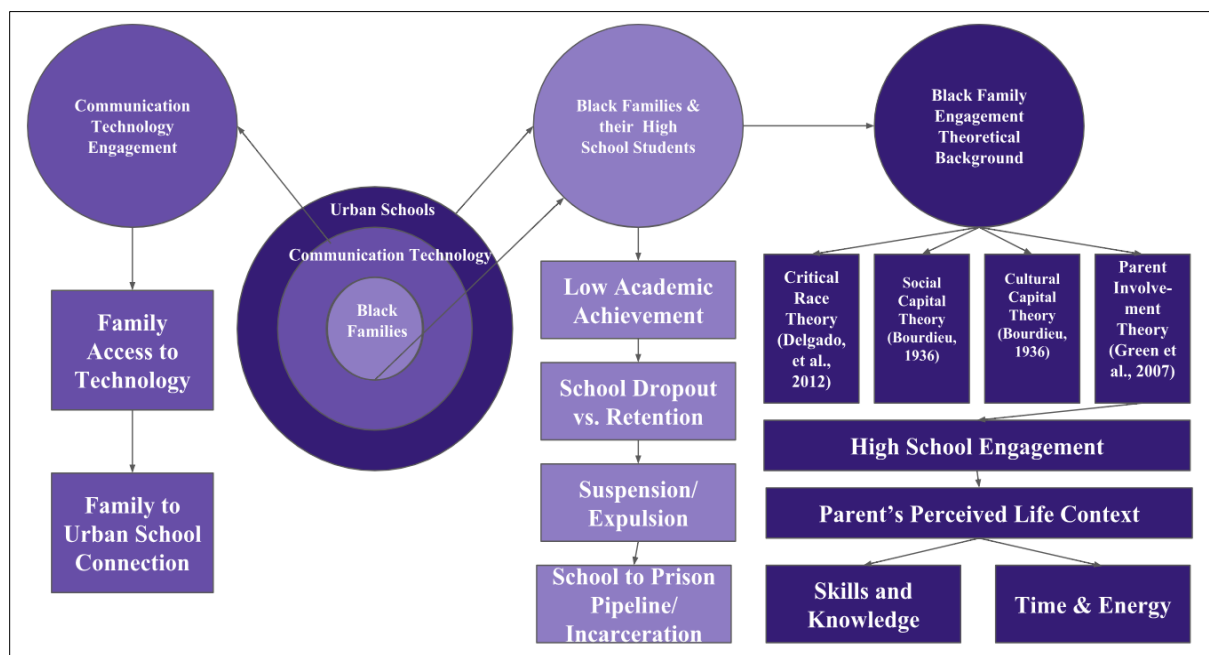 Communication
Technology
Engagement
Family
Access to
Technology
Family to
Urban School
Connection
Urban Schools
Communication Technology
Black
Families
Black Families &
their High
School Students
Low Academic
Achievement
School Dropout
vs. Retention
Suspension/
Expulsion
School to Prison
Pipeline/
Incarceration
Black Family
Engagement
Theoretical
Background
Critical
Race
Theory
(Delgado,
et al.,
2012)
Social
Capital
Theory
(Bourdieu,
1936)
Cultural
Capital
Theory
(Bourdieu,
1936)
Parent
Involve-
ment
Theory
(Green et
al., 2007)
High School Engagement
Parent’s Perceived Life Context
Skills and
Knowledge
Time & Energy